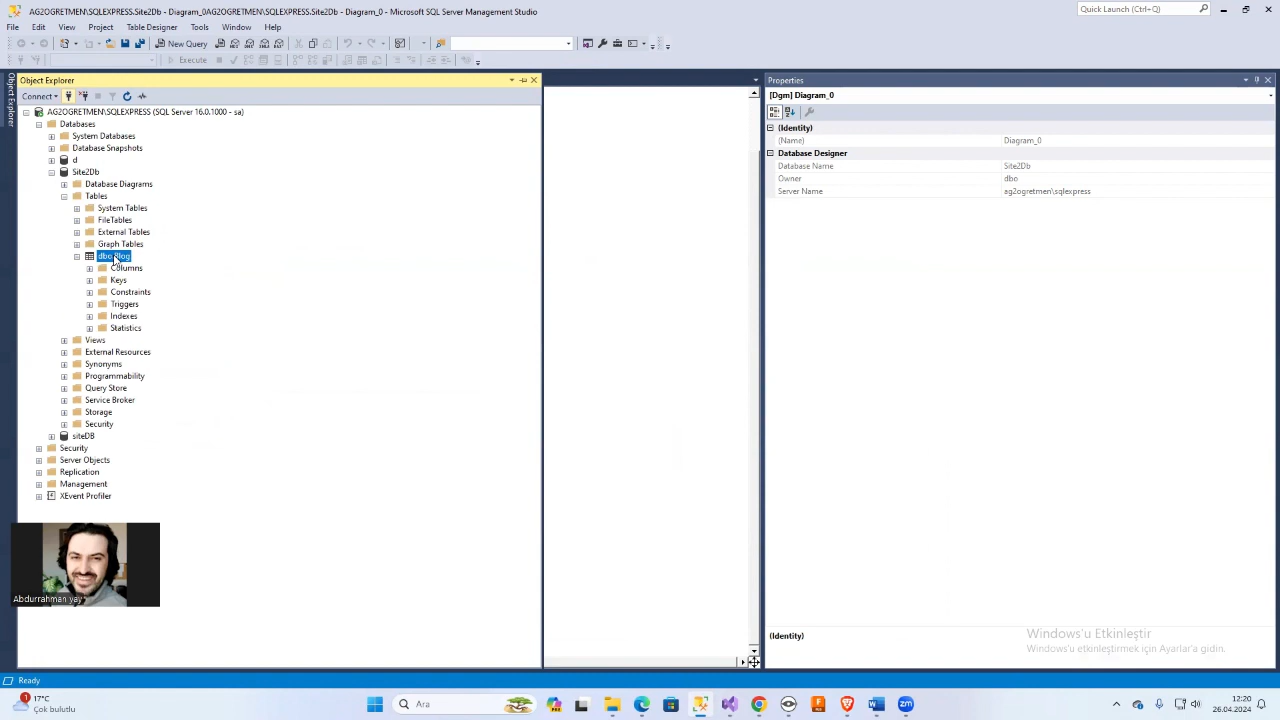 AG2OGRETMEN\SQLEXPRESS.Site2Db - Diagram_0AG2OGRETMEN\SQLEXPRESS.Site2Db - Diagram_0 - Microsoft SQL Server Management Studio
Quick Launch (Ctrl+Q)
File Edit View Project Table Designer Tools Window Help
New Query
Execute
Object Explorer
Object Explorer
Connect
AG2OGRETMEN\SQLEXPRESS (SQL Server 16.0.1000 - sa)
Databases
System Databases
Database Snapshots
d
Site2Db
Database Diagrams
Tables
System Tables
FileTables
External Tables
Graph Tables
dbo.Blog
Columns
Keys
Constraints
Triggers
Indexes
Statistics
Views
External Resources
Synonyms
Programmability
Query Store
Service Broker
Storage
Security
siteDB
Security
Server Objects
Replication
Management
XEvent Profiler
Abdurrahman yay
Properties
[Dgm] Diagram_0
(Identity)
(Name) Diagram_0
Database Designer
Database Name Site2Db
Owner dbo
Server Name ag2ogretmen\sqlexpress
(Identity)
Windows'u Etkinleştir
Windows'u etkinleştirmek için Ayarlar'a gidin.
Ready
1
17°C
Çok bulutlu
Ara
zm
12:20
26.04.2024